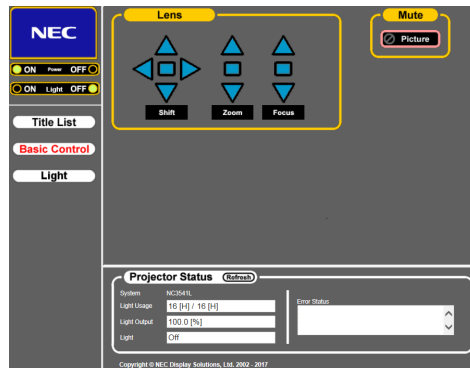 NEC
ON Power OFF
ON Light OFF
Title List
Basic Control
Light
Lens
Shift Zoom Focus
Mute
Picture
Projector Status (Refresh)
System NC3541L
Light Usage 16 [H] / 16 [H]
Light Output 100.0 [%]
Light Off
Error Status
Copyright © NEC Display Solutions, Ltd. 2002 - 2017